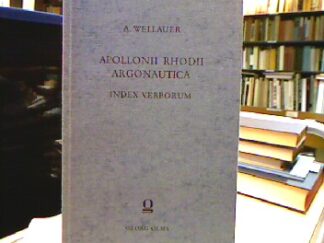 A. WELLAUER
APOLLONII RHODII
ARGONAUTICA
INDEX VERBORUM
GEORG OLMS